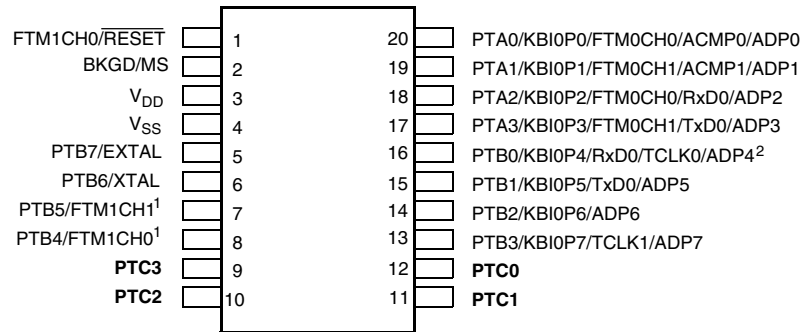 FTM1CH0/RESET 1 20 PTA0/KBI0P0/FTM0CH0/ACMP0/ADP0
BKGD/MS 2 19 PTA1/KBI0P1/FTM0CH1/ACMP1/ADP1
VDD 3 18 PTA2/KBI0P2/FTM0CH0/RxD0/ADP2
VSS 4 17 PTA3/KBI0P3/FTM0CH1/TxD0/ADP3
PTB7/EXTAL 5 16 PTB0/KBI0P4/RxD0/TCLK0/ADP4²
PTB6/XTAL 6 15 PTB1/KBI0P5/TxD0/ADP5
PTB5/FTM1CH1¹ 7 14 PTB2/KBI0P6/ADP6
PTB4/FTM1CH0¹ 8 13 PTB3/KBI0P7/TCLK1/ADP7
PTC3 9 12 PTC0
PTC2 10 11 PTC1